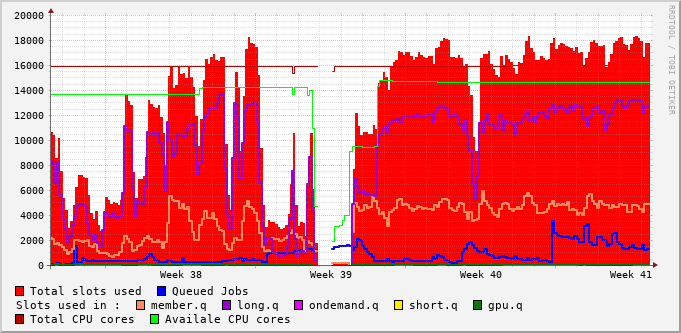 20000
18000
16000
14000
12000
10000
8000
6000
4000
2000
0
Week 38 Week 39 Week 40 Week 41
RRDTOOL / TOBI OETIKER
Total slots used Queued Jobs
Slots used in : member.q long.q ondemand.q short.q gpu.q
Total CPU cores Availale CPU cores